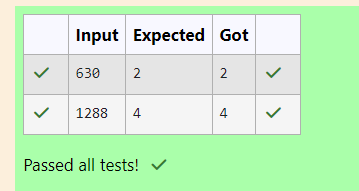 Input Expected Got
630 2 2
1288 4 4
Passed all tests!